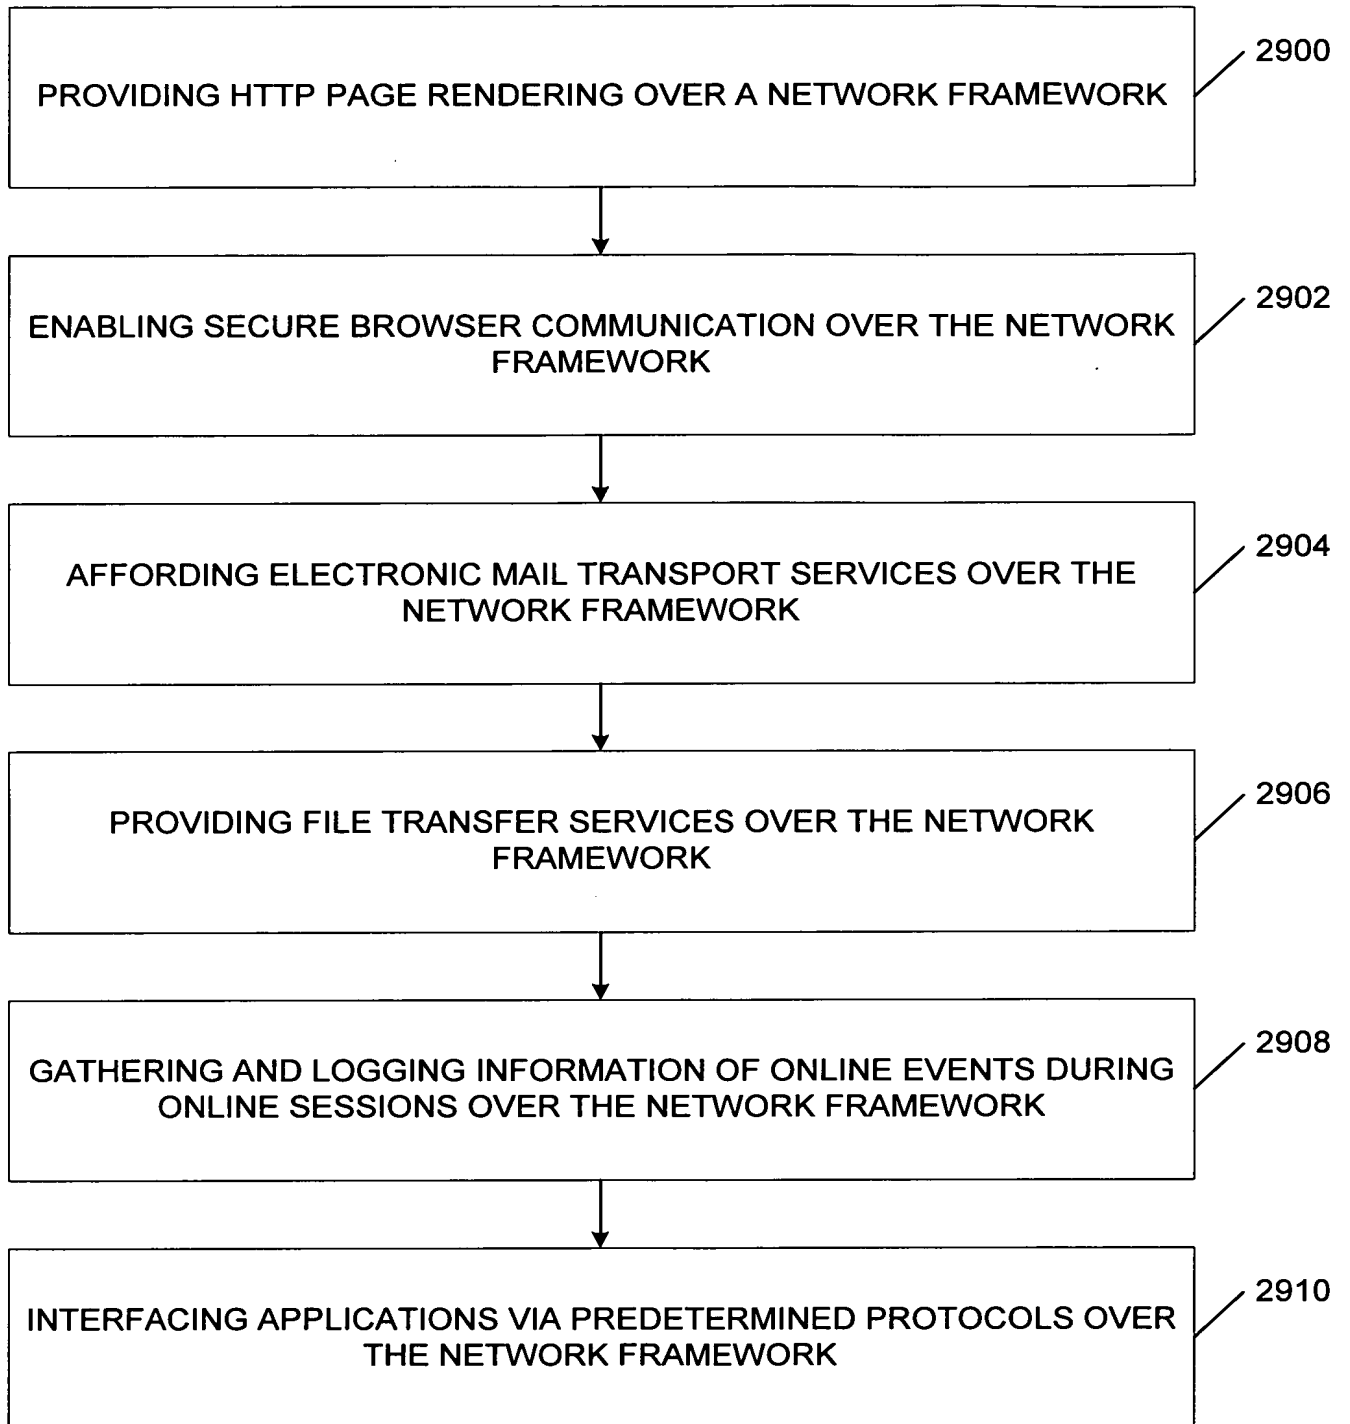 PROVIDING HTTP PAGE RENDERING OVER A NETWORK FRAMEWORK
2900
ENABLING SECURE BROWSER COMMUNICATION OVER THE NETWORK
FRAMEWORK
2902
AFFORDING ELECTRONIC MAIL TRANSPORT SERVICES OVER THE
NETWORK FRAMEWORK
2904
PROVIDING FILE TRANSFER SERVICES OVER THE NETWORK
FRAMEWORK
2906
GATHERING AND LOGGING INFORMATION OF ONLINE EVENTS DURING
ONLINE SESSIONS OVER THE NETWORK FRAMEWORK
2908
INTERFACING APPLICATIONS VIA PREDETERMINED PROTOCOLS OVER
THE NETWORK FRAMEWORK
2910